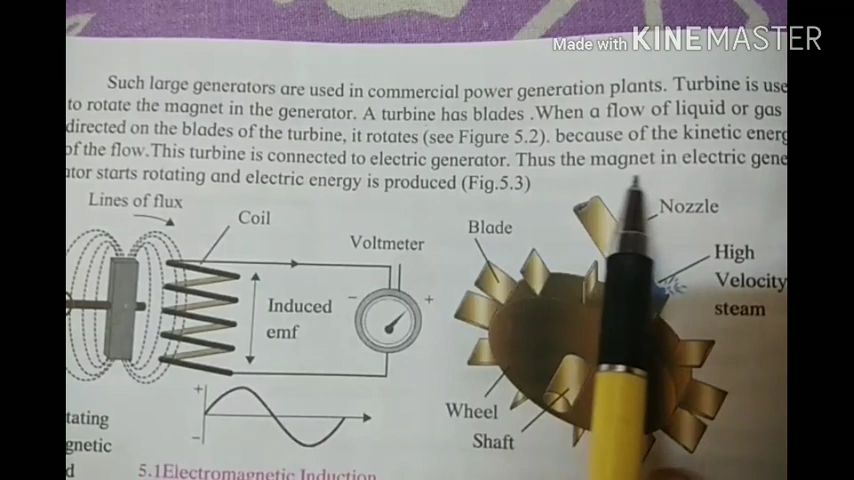 Made with KINEMASTER
Such large generators are used in commercial power generation plants. Turbine is use
to rotate the magnet in the generator. A turbine has blades .When a flow of liquid or gas
directed on the blades of the turbine, it rotates (see Figure 5.2). because of the kinetic energ
of the flow.This turbine is connected to electric generator. Thus the magnet in electric gene
ator starts rotating and electric energy is produced (Fig.5.3)
Lines of flux
Coil
Voltmeter
Induced
emf
Blade
Nozzle
High
Velocity
steam
Wheel
Shaft
tating
gnetic
d
5.1Electromagnetic Induction